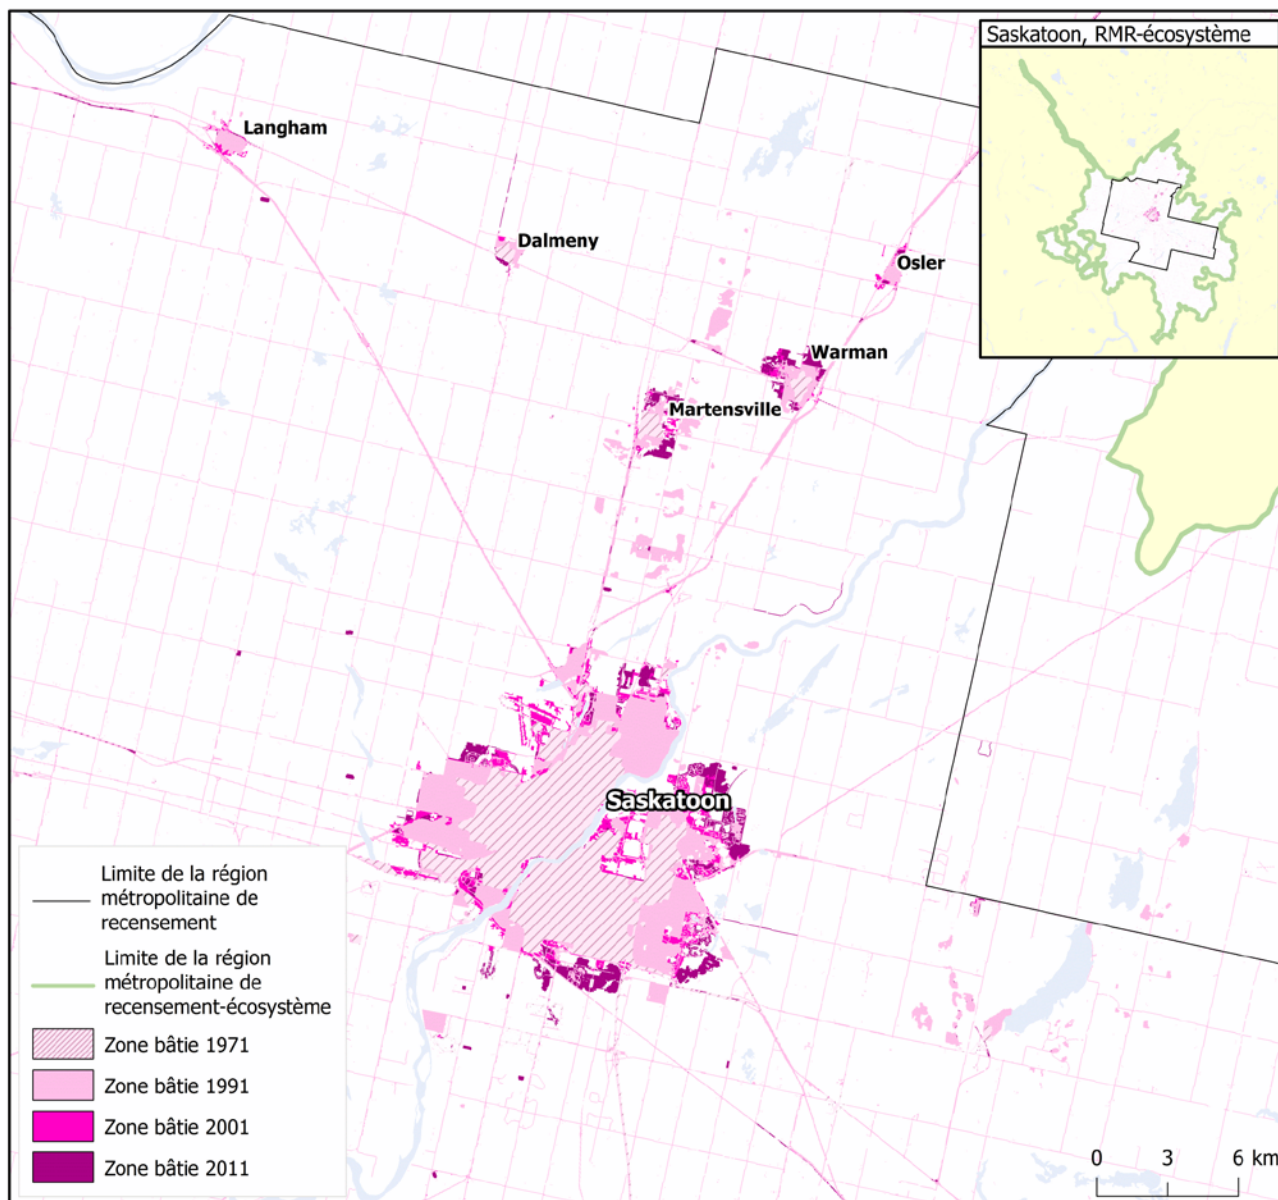 Saskatoon, RMR-écosystème
Langham
Dalmeny
Osler
Warman
Martensville
Saskatoon
Limite de la région
métropolitaine de
recensement
Limite de la région
métropolitaine de
recensement-écosystème
Zone bâtie 1971
Zone bâtie 1991
Zone bâtie 2001
Zone bâtie 2011
0 3 6 km